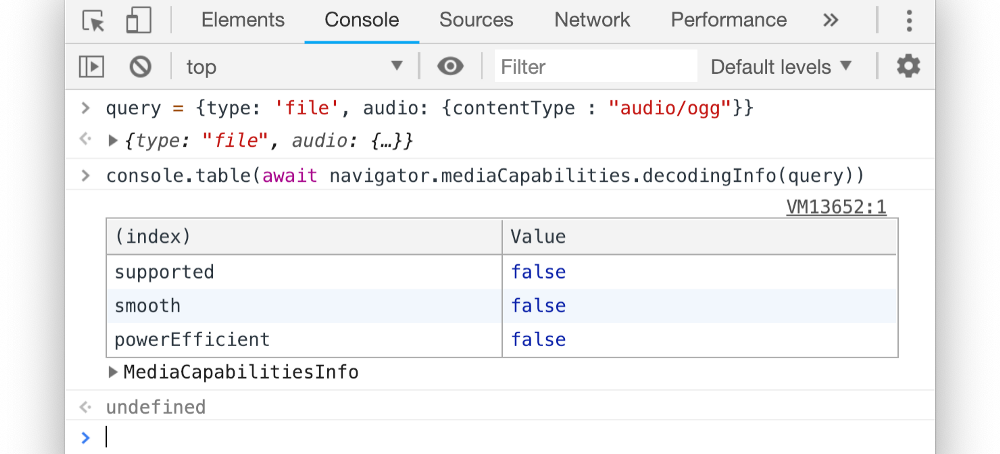 Elements Console Sources Network Performance »
top Filter Default levels
query = {type: 'file', audio: {contentType : "audio/ogg"}}
{type: "file", audio: {…}}
console.table(await navigator.mediaCapabilities.decodingInfo(query))
VM13652:1
(index) Value
supported false
smooth false
powerEfficient false
MediaCapabilitiesInfo
undefined